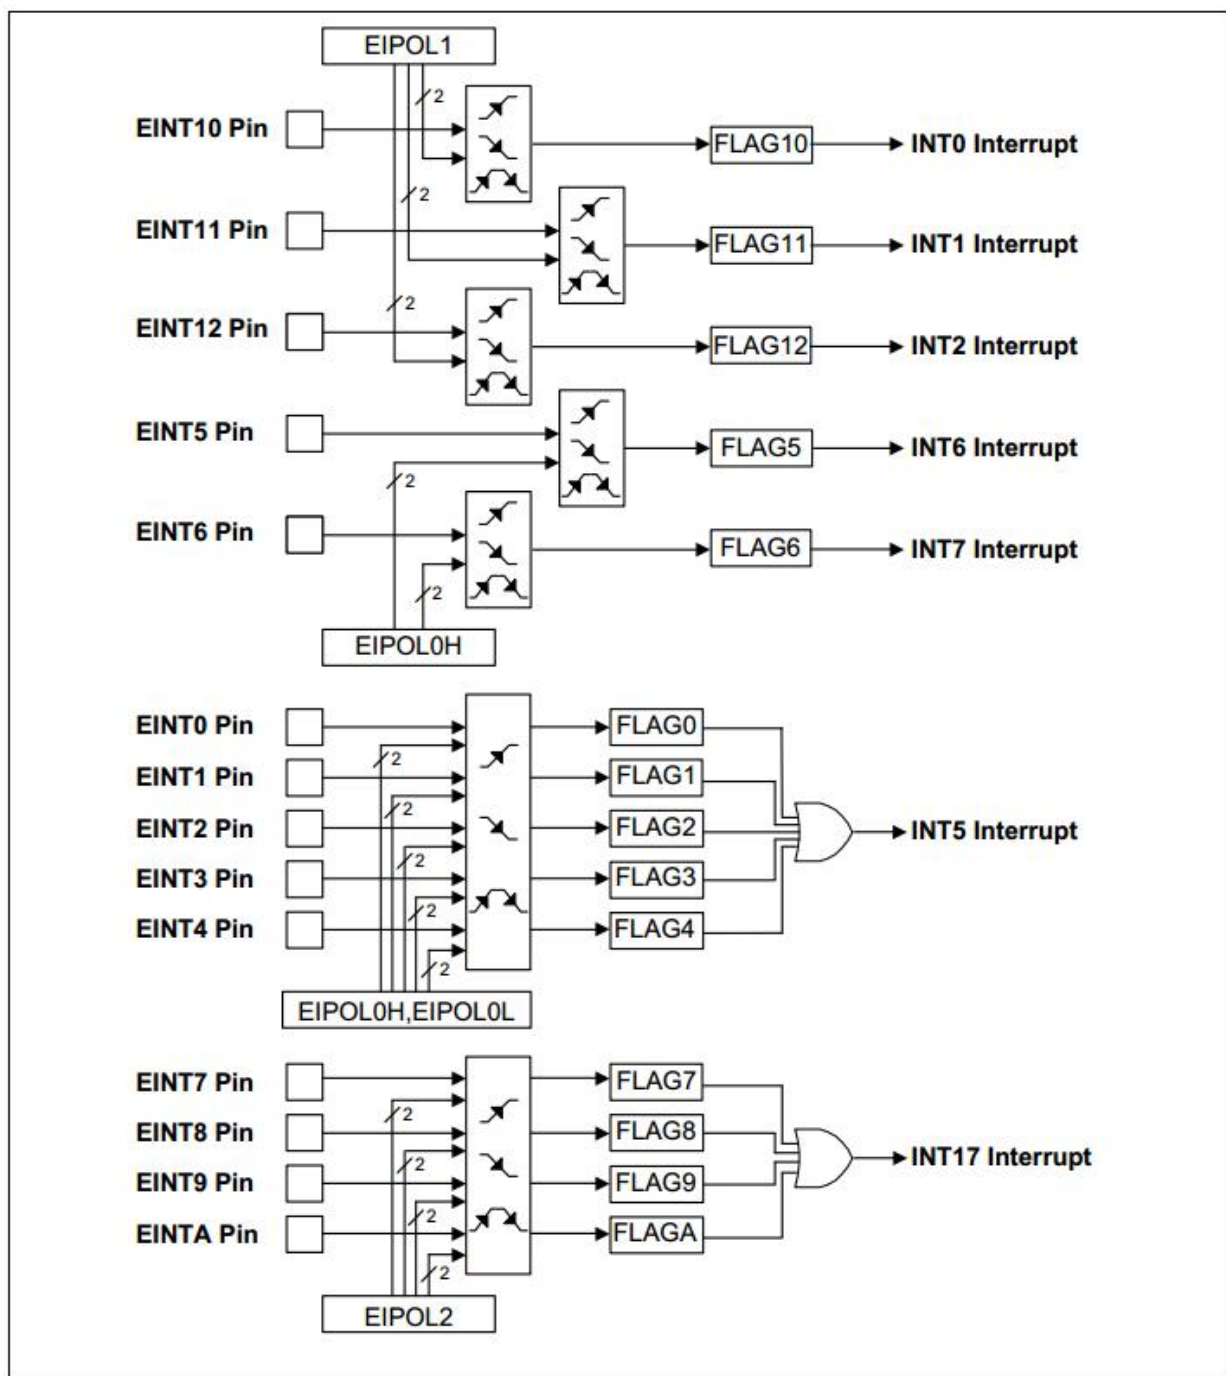 EIPOL1
2
EINT10 Pin
FLAG10
INT0 Interrupt
2
EINT11 Pin
FLAG11
INT1 Interrupt
2
EINT12 Pin
FLAG12
INT2 Interrupt
EINT5 Pin
FLAG5
INT6 Interrupt
2
EINT6 Pin
FLAG6
INT7 Interrupt
2
EIPOL0H
EINT0 Pin
FLAG0
2
EINT1 Pin
FLAG1
2
EINT2 Pin
FLAG2
INT5 Interrupt
2
EINT3 Pin
FLAG3
2
EINT4 Pin
FLAG4
2
EIPOL0H,EIPOL0L
EINT7 Pin
FLAG7
2
EINT8 Pin
FLAG8
INT17 Interrupt
2
EINT9 Pin
FLAG9
2
EINTA Pin
FLAGA
2
EIPOL2